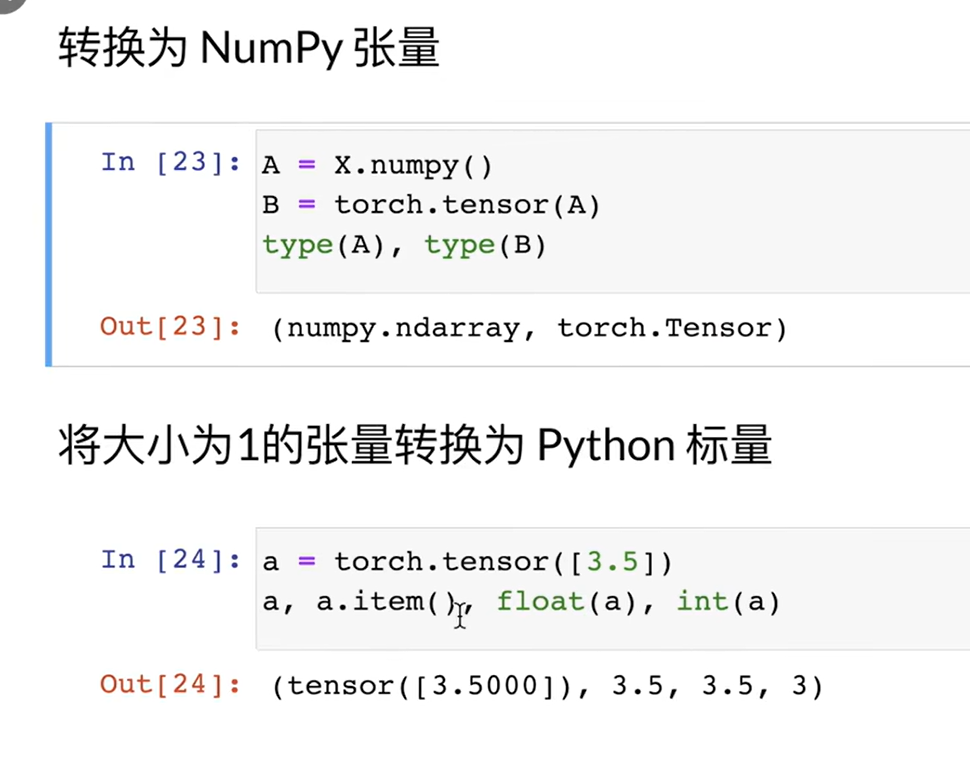 转换为 NumPy 张量
In [23]: A = X.numpy()
B = torch.tensor(A)
type(A), type(B)
Out[23]: (numpy.ndarray, torch.Tensor)
将大小为1的张量转换为 Python 标量
In [24]: a = torch.tensor([3.5])
a, a.item(), float(a), int(a)
Out[24]: (tensor([3.5000]), 3.5, 3.5, 3)